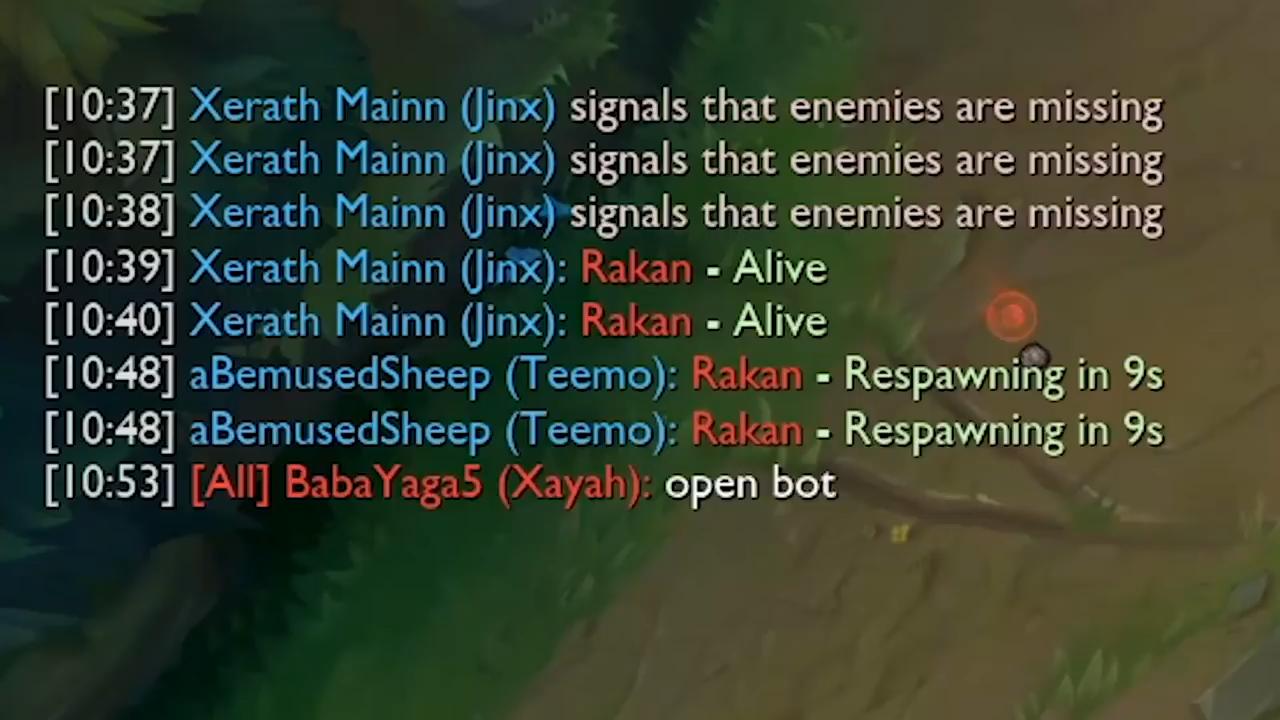 [10:37] Xerath Mainn (Jinx) signals that enemies are missing
[10:37] Xerath Mainn (Jinx) signals that enemies are missing
[10:38] Xerath Mainn (Jinx) signals that enemies are missing
[10:39] Xerath Mainn (Jinx): Rakan - Alive
[10:40] Xerath Mainn (Jinx): Rakan - Alive
[10:48] aBemusedSheep (Teemo): Rakan - Respawning in 9s
[10:48] aBemusedSheep (Teemo): Rakan - Respawning in 9s
[10:53] [All] BabaYaga5 (Xayah): open bot